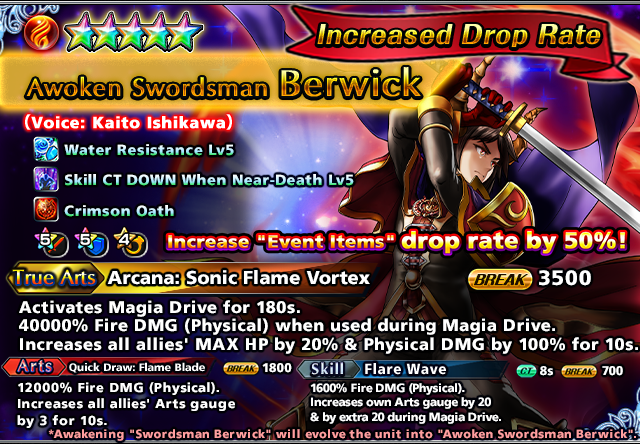 Increased Drop Rate
Awoken Swordsman Berwick
(Voice: Kaito Ishikawa)
Water Resistance Lv5
Skill CT DOWN When Near-Death Lv5
Crimson Oath
5 5 4
Increase "Event Items" drop rate by 50%!
True Arts Arcana: Sonic Flame Vortex BREAK 3500
Activates Magia Drive for 180s.
40000% Fire DMG (Physical) when used during Magia Drive.
Increases all allies' MAX HP by 20% & Physical DMG by 100% for 10s.
Arts Quick Draw: Flame Blade BREAK 1800
12000% Fire DMG (Physical).
Increases all allies' Arts gauge
by 3 for 10s.
Skill Flare Wave CT 8s BREAK 700
1600% Fire DMG (Physical).
Increases own Arts gauge by 20
& by extra 20 during Magia Drive.
*Awakening "Swordsman Berwick" will evolve the unit into "Awoken Swordsman Berwick".